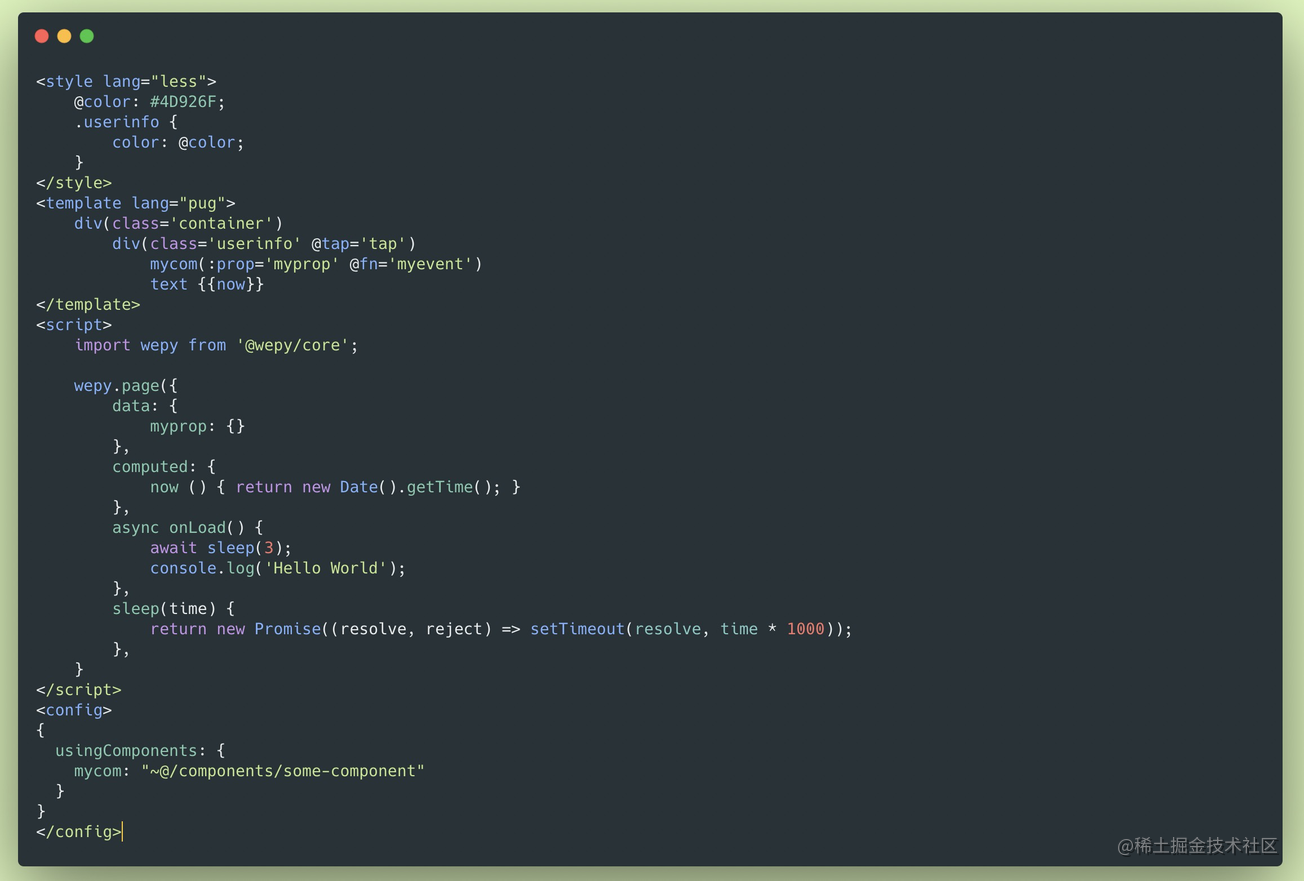 <style lang="less">
    @color: #4D926F;
    .userinfo {
        color: @color;
    }
</style>
<template lang="pug">
    div(class='container')
        div(class='userinfo' @tap='tap')
            mycom(:prop='myprop' @fn='myevent')
            text {{now}}
</template>
<script>
    import wepy from '@wepy/core';

    wepy.page({
        data: {
            myprop: {}
        },
        computed: {
            now () { return new Date().getTime(); }
        },
        async onLoad() {
            await sleep(3);
            console.log('Hello World');
        },
        sleep(time) {
            return new Promise((resolve, reject) => setTimeout(resolve, time * 1000));
        },
    }
</script>
<config>
{
  usingComponents: {
    mycom: "~@/components/some-component"
  }
}
</config>
@稀土掘金技术社区